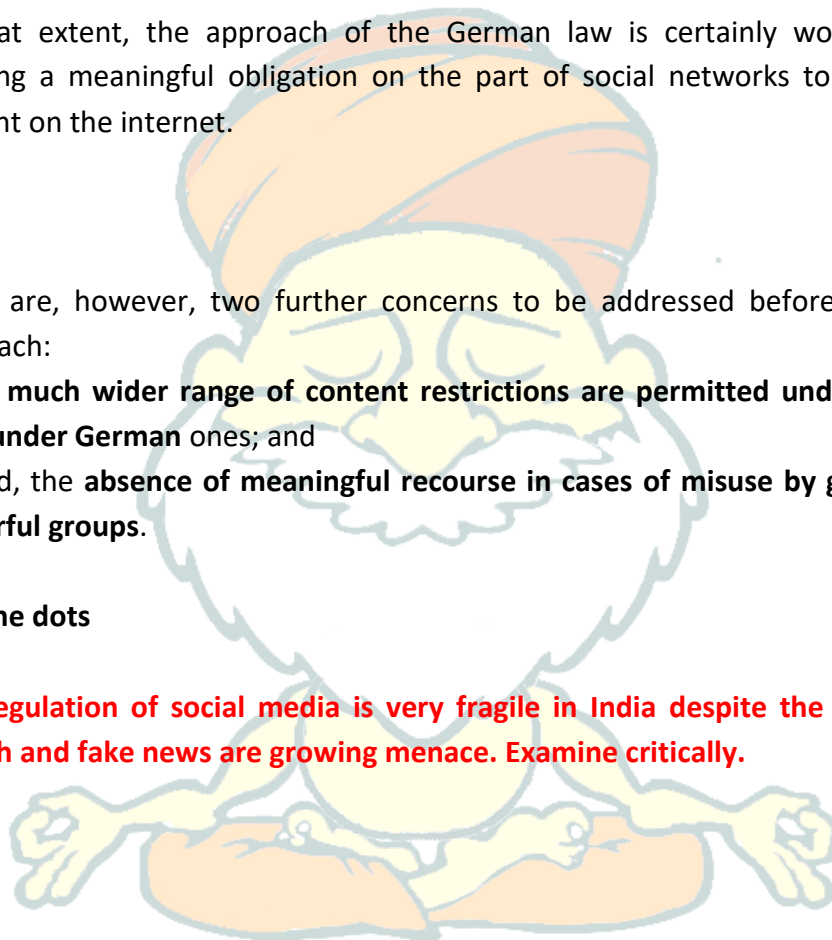 at extent, the approach of the German law is certainly wo
ng a meaningful obligation on the part of social networks to
nt on the internet.
are, however, two further concerns to be addressed before
ach:
much wider range of content restrictions are permitted und
under German ones; and
d, the absence of meaningful recourse in cases of misuse by g
rful groups.
ne dots
egulation of social media is very fragile in India despite the
h and fake news are growing menace. Examine critically.